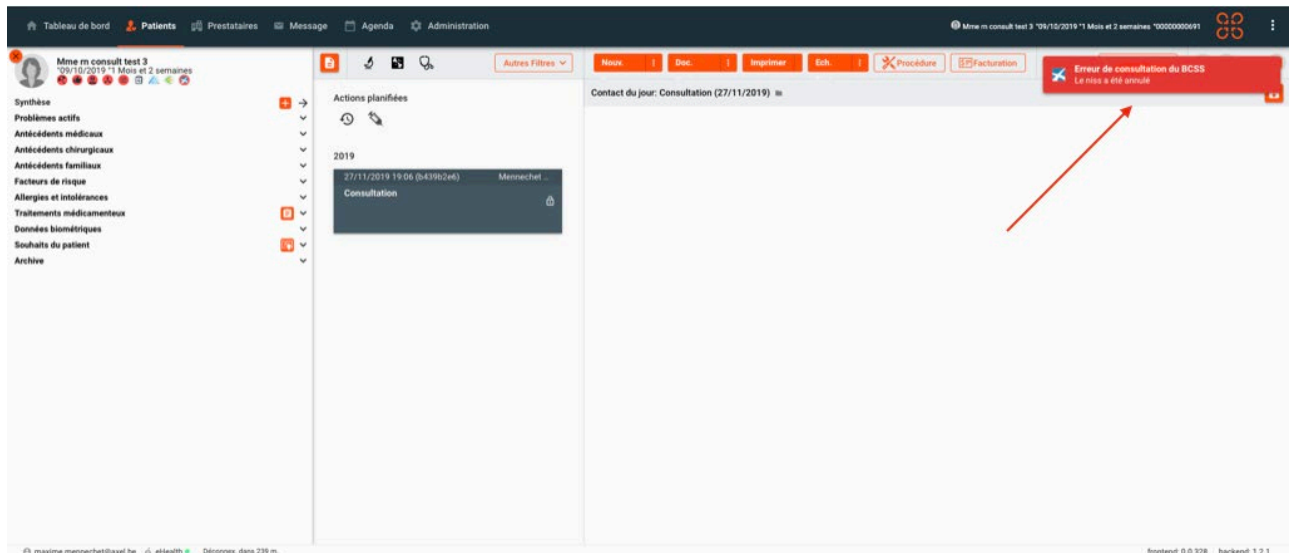 Tableau de bord Patients Prestataires Message Agenda Administration
Mme m consult test 3 °09/10/2019 °1 Mois et 2 semaines °00000000691
Mme m consult test 3
°09/10/2019 °1 Mois et 2 semaines
Synthèse
Problèmes actifs
Antécédents médicaux
Antécédents chirurgicaux
Antécédents familiaux
Facteurs de risque
Allergies et intolérances
Traitements médicamenteux
Données biométriques
Souhaits du patient
Archive
Autres Filtres
Actions planifiées
2019
27/11/2019 19:06 (b439b2e6) Mennechet ...
Consultation
Nouv. Doc. Imprimer Ech. Procédure Facturation
Contact du jour: Consultation (27/11/2019)
Erreur de consultation du BCSS
Le niss a été annulé
maxime.mennechet@axel.be eHealth Déconnex. dans 239 m.
frontend: 0.0.328 backend: 1.2.1